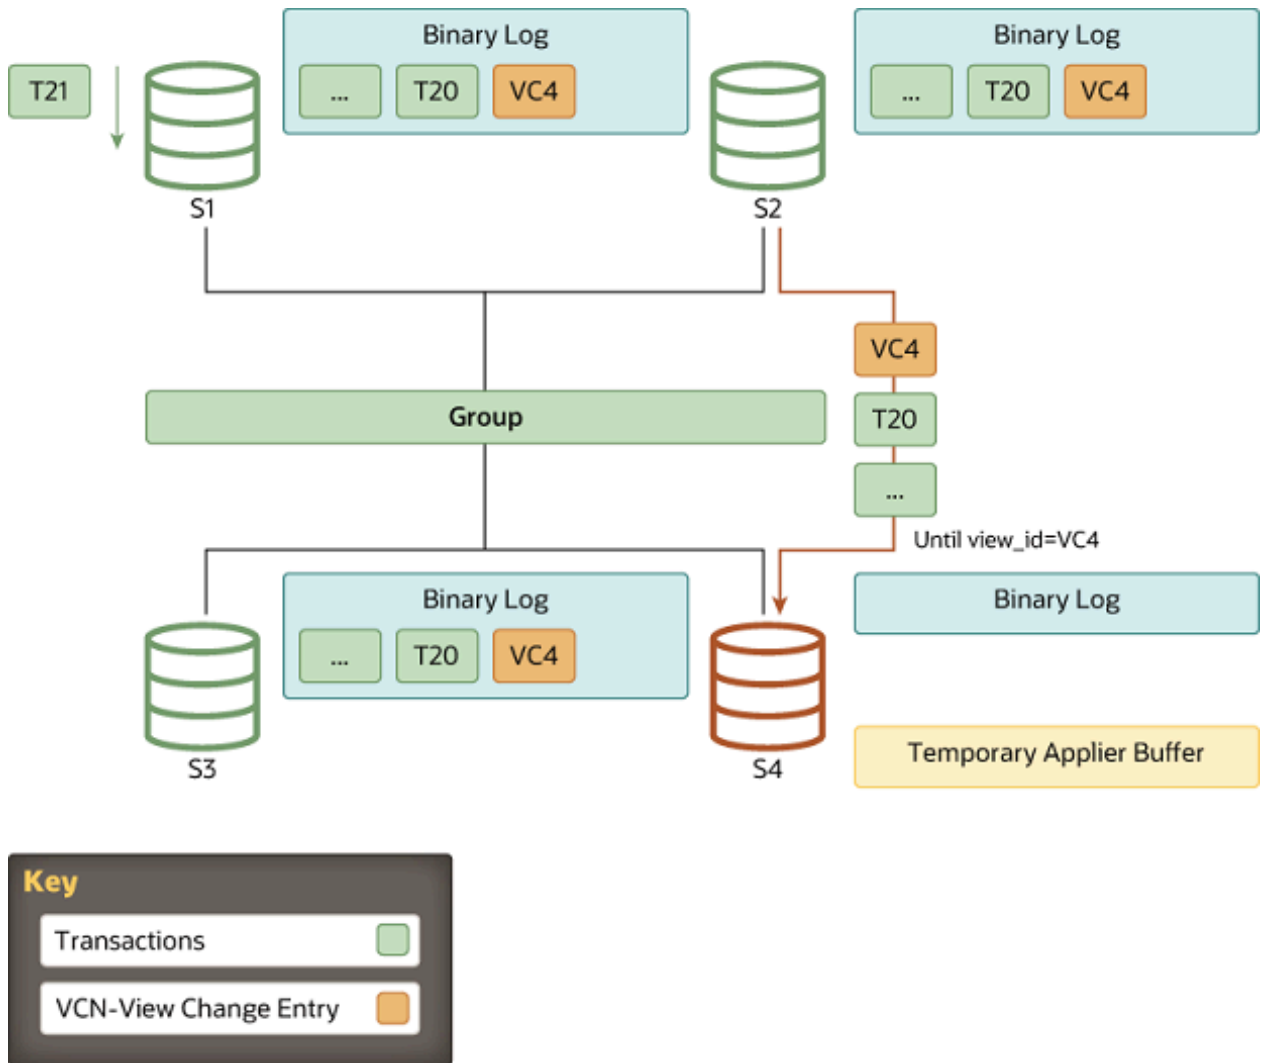 T21
Binary Log
... T20 VC4
S1
Binary Log
... T20 VC4
S2
VC4
T20
...
Until view_id=VC4
Group
Binary Log
... T20 VC4
S3
Binary Log
S4
Temporary Applier Buffer
Key
Transactions
VCN-View Change Entry